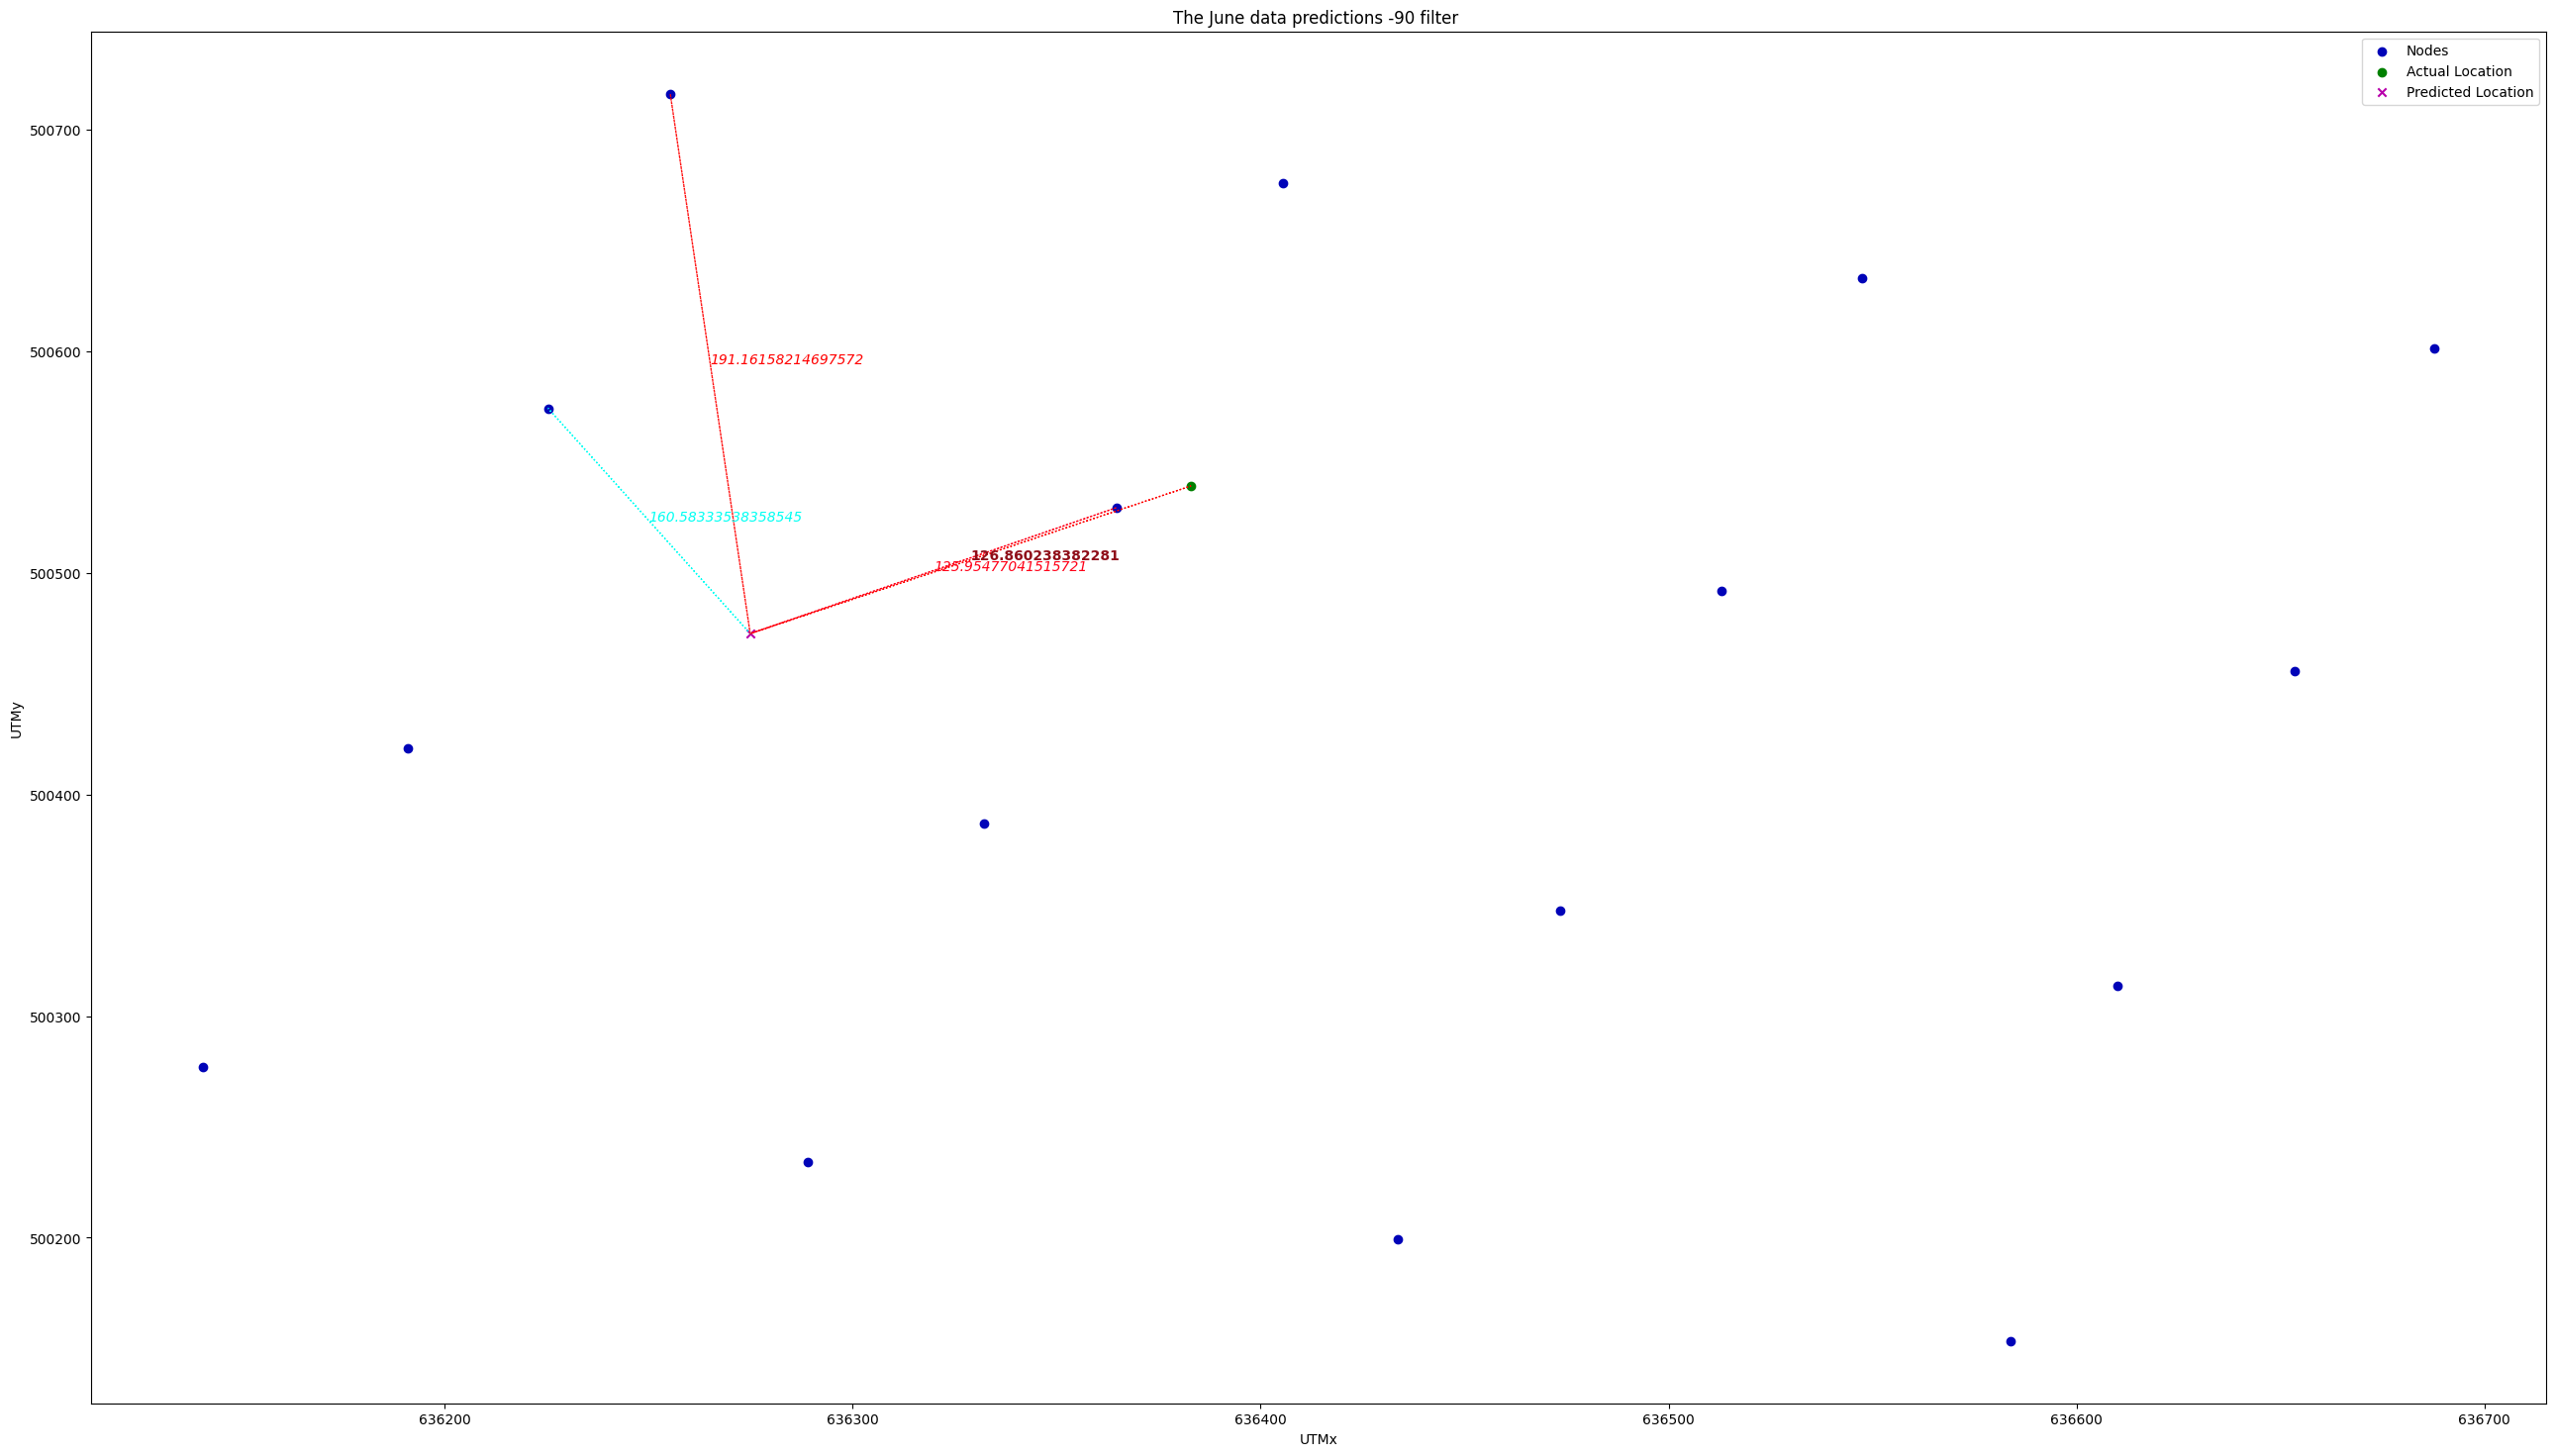 The June data predictions -90 filter
Nodes
Actual Location
Predicted Location
500700
500600
500500
500400
500300
500200
UTMy
191.16158214697572
160.58333538358545
126.860238382281
125.95477041515721
636200
636300
636400
636500
636600
636700
UTMx